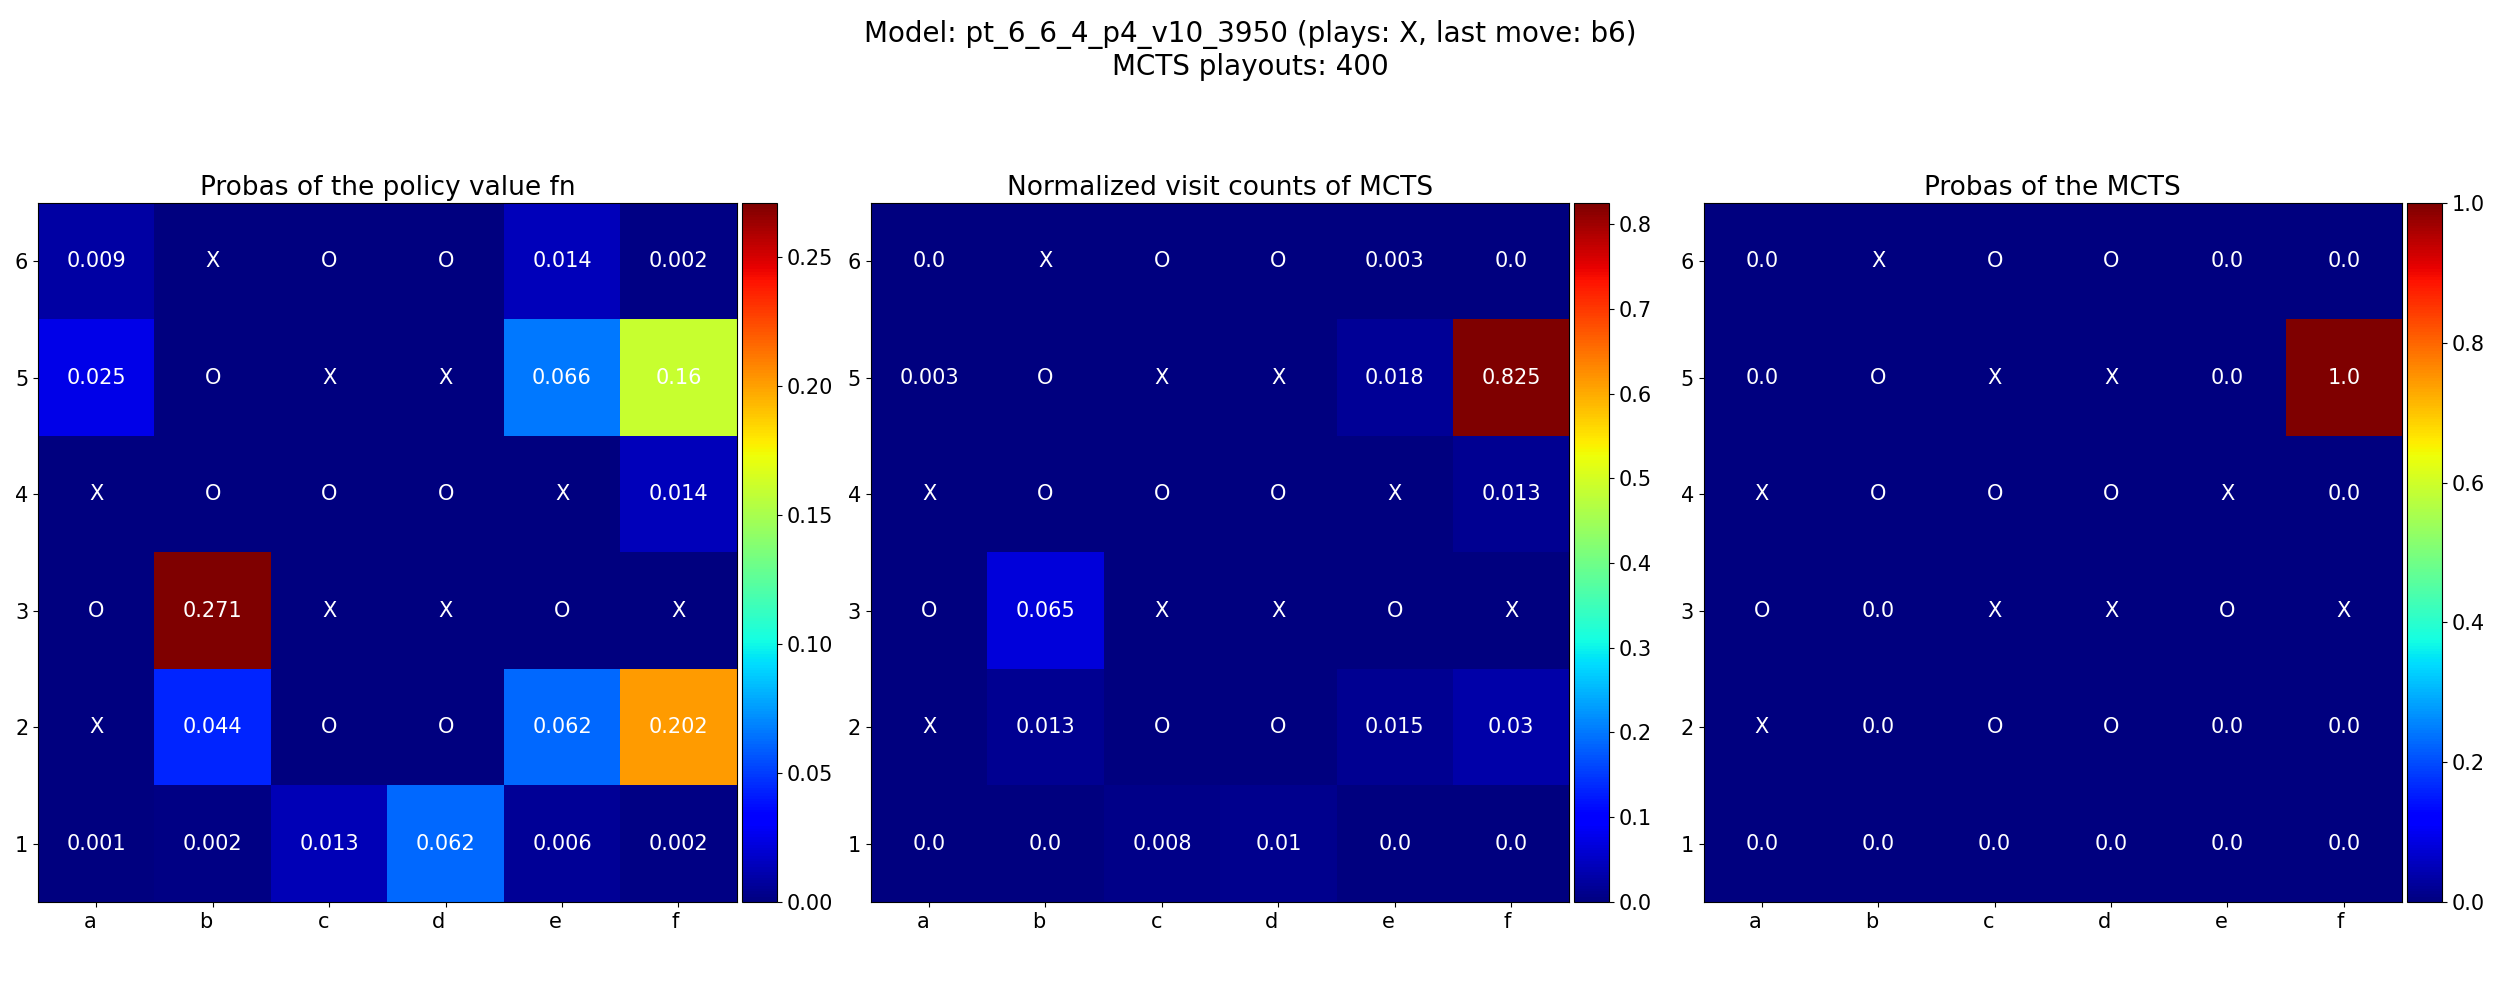 Model: pt_6_6_4_p4_v10_3950 (plays: X, last move: b6)
MCTS playouts: 400
Probas of the policy value fn
6 0.009 X O O 0.014 0.002
5 0.025 O X X 0.066 0.16
4 X O O O X 0.014
3 O 0.271 X X O X
2 X 0.044 O O 0.062 0.202
1 0.001 0.002 0.013 0.062 0.006 0.002
a b c d e f
0.25
0.20
0.15
0.10
0.05
0.00
Normalized visit counts of MCTS
6 0.0 X O O 0.003 0.0
5 0.003 O X X 0.018 0.825
4 X O O O X 0.013
3 O 0.065 X X O X
2 X 0.013 O O 0.015 0.03
1 0.0 0.0 0.008 0.01 0.0 0.0
a b c d e f
0.8
0.7
0.6
0.5
0.4
0.3
0.2
0.1
0.0
Probas of the MCTS
6 0.0 X O O 0.0 0.0
5 0.0 O X X 0.0 1.0
4 X O O O X 0.0
3 O 0.0 X X O X
2 X 0.0 O O 0.0 0.0
1 0.0 0.0 0.0 0.0 0.0 0.0
a b c d e f
1.0
0.8
0.6
0.4
0.2
0.0